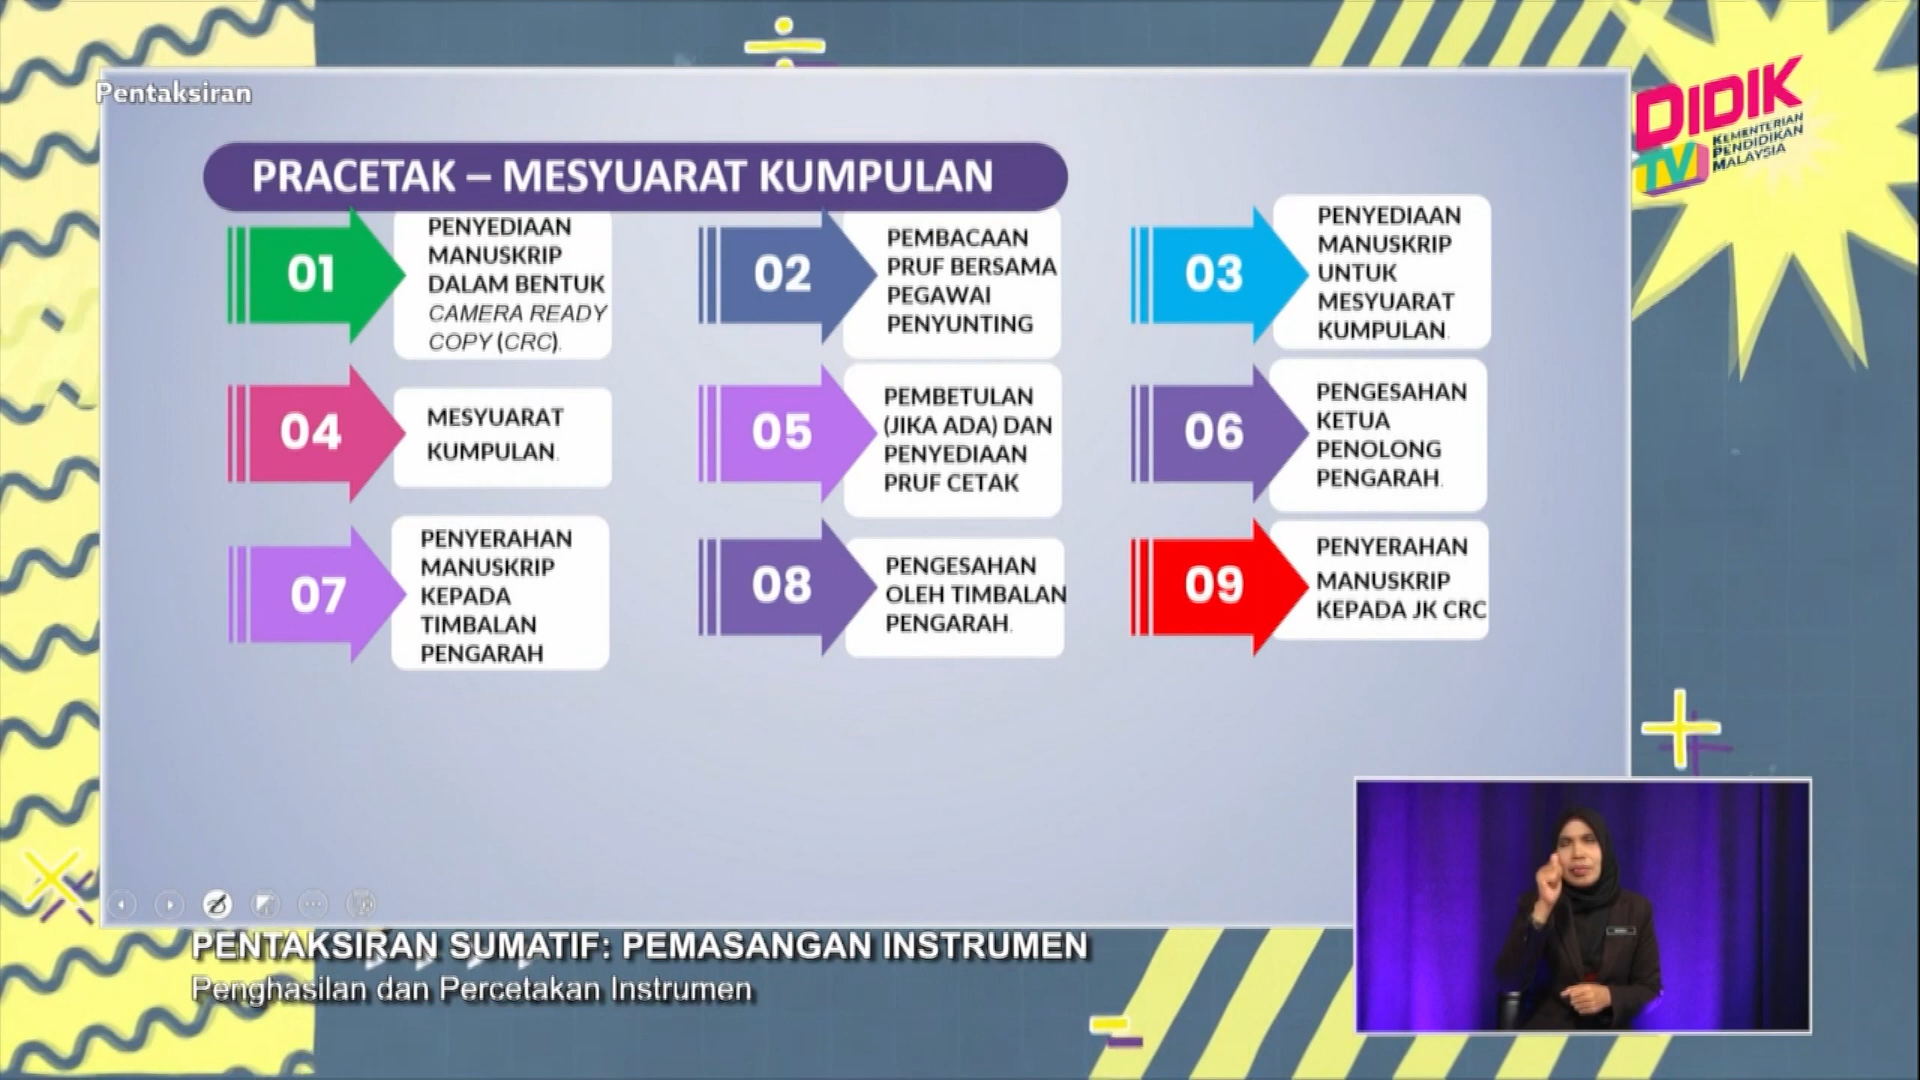 Pentaksiran
DIDIK
TV
KEMENTERIAN
PENDIDIKAN
MALAYSIA
PRACETAK – MESYUARAT KUMPULAN
01
PENYEDIAAN
MANUSKRIP
DALAM BENTUK
CAMERA READY
COPY (CRC).
02
PEMBACAAN
PRUF BERSAMA
PEGAWAI
PENYUNTING
03
PENYEDIAAN
MANUSKRIP
UNTUK
MESYUARAT
KUMPULAN.
04
MESYUARAT
KUMPULAN.
05
PEMBETULAN
(JIKA ADA) DAN
PENYEDIAAN
PRUF CETAK
06
PENGESAHAN
KETUA
PENOLONG
PENGARAH.
07
PENYERAHAN
MANUSKRIP
KEPADA
TIMBALAN
PENGARAH
08
PENGESAHAN
OLEH TIMBALAN
PENGARAH.
09
PENYERAHAN
MANUSKRIP
KEPADA JK CRC
PENTAKSIRAN SUMATIF: PEMASANGAN INSTRUMEN
Penghasilan dan Percetakan Instrumen